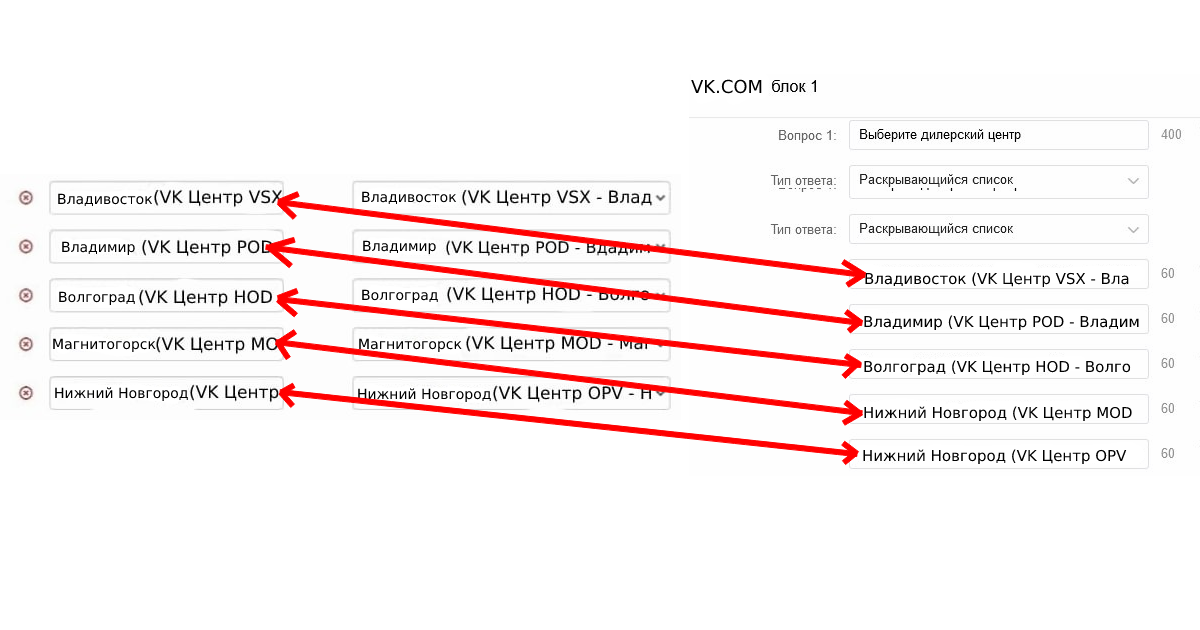 VK.COM блок 1
Вопрос 1: Выберите дилерский центр 400
Тип ответа: Раскрывающийся список
Тип ответа: Раскрывающийся список
Владивосток(VK Центр VSX Владивосток (VK Центр VSX - Влад
Владимир (VK Центр POD Владимир (VK Центр POD - Вдадим
Волгоград(VK Центр HOD Волгоград (VK Центр HOD - Волго
Магнитогорск(VK Центр MO Магнитогорск (VK Центр MOD - Маг
Нижний Новгород(VK Центр Нижний Новгород(VK Центр OPV - Н
Владивосток (VK Центр VSX - Вла 60
Владимир (VK Центр POD - Владим 60
Волгоград (VK Центр HOD - Волго 60
Нижний Новгород (VK Центр MOD 60
Нижний Новгород (VK Центр OPV 60